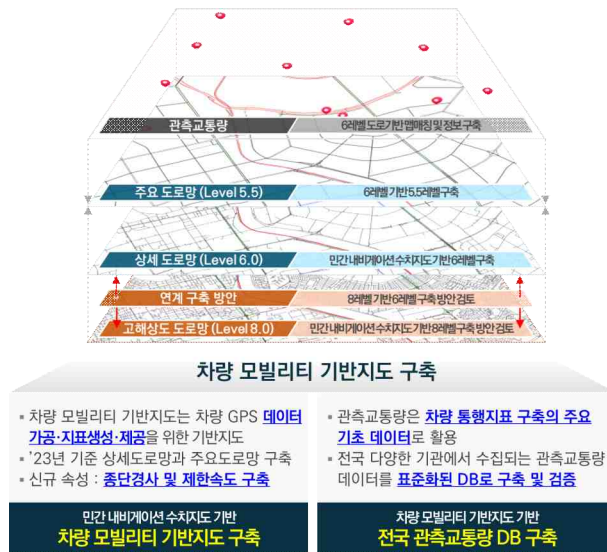 관측교통량
6레벨 도로기반 맵매칭 및 정보 구축
주요 도로망 (Level 5.5)
6레벨 기반 5.5레벨 구축
상세 도로망 (Level 6.0)
민간 내비게이션 수치지도 기반 6레벨 구축
연계 구축 방안
8레벨 기반 6레벨 구축 방안 검토
고해상도 도로망 (Level 8.0)
민간 내비게이션 수치지도 기반 8레벨 구축 방안 검토
차량 모빌리티 기반지도 구축
▪ 차량 모빌리티 기반지도는 차량 GPS 데이터
가공·지표생성·제공을 위한 기반지도
▪ '23년 기준 상세도로망과 주요도로망 구축
▪ 신규 속성 : 종단경사 및 제한속도 구축
민간 내비게이션 수치지도 기반
차량 모빌리티 기반지도 구축
▪ 관측교통량은 차량 통행지표 구축의 주요
기초 데이터로 활용
▪ 전국 다양한 기관에서 수집되는 관측교통량
데이터를 표준화된 DB로 구축 및 검증
차량 모빌리티 기반지도 기반
전국 관측교통량 DB 구축